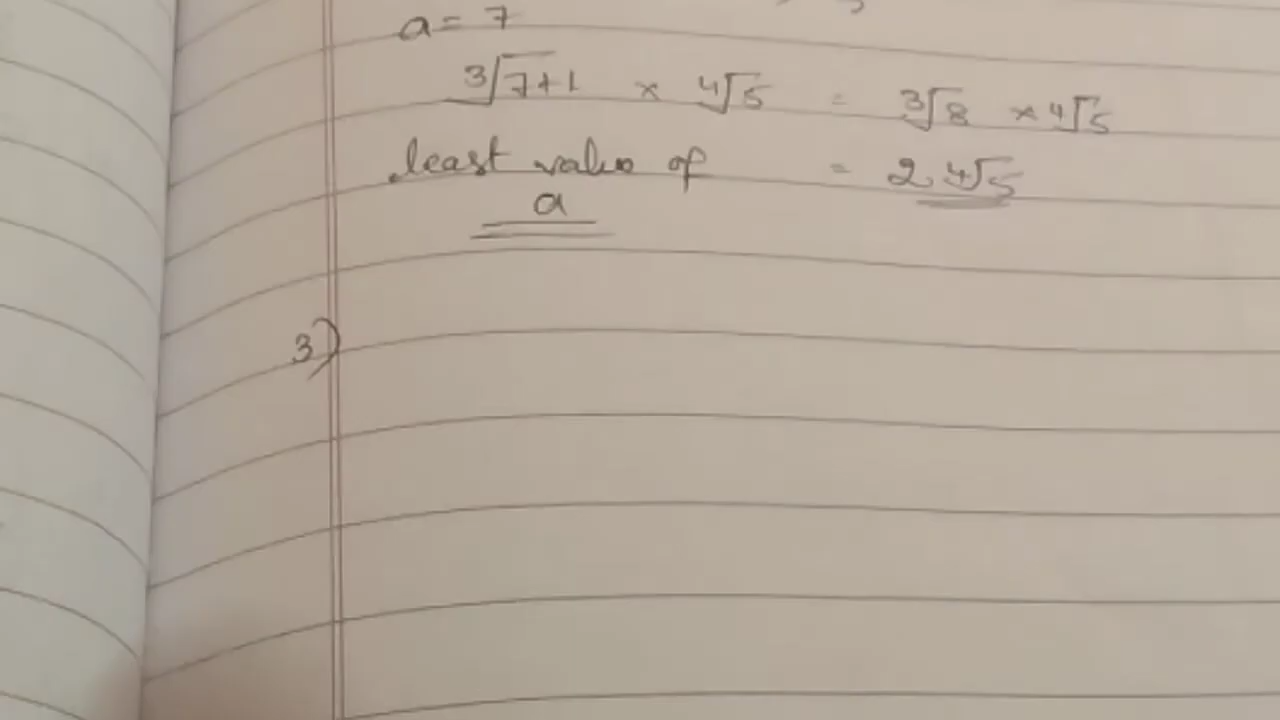 a = 7
³√7+1 × ⁴√5 = ³√8 × ⁴√5
least value of = 2 ⁴√5
a
3)